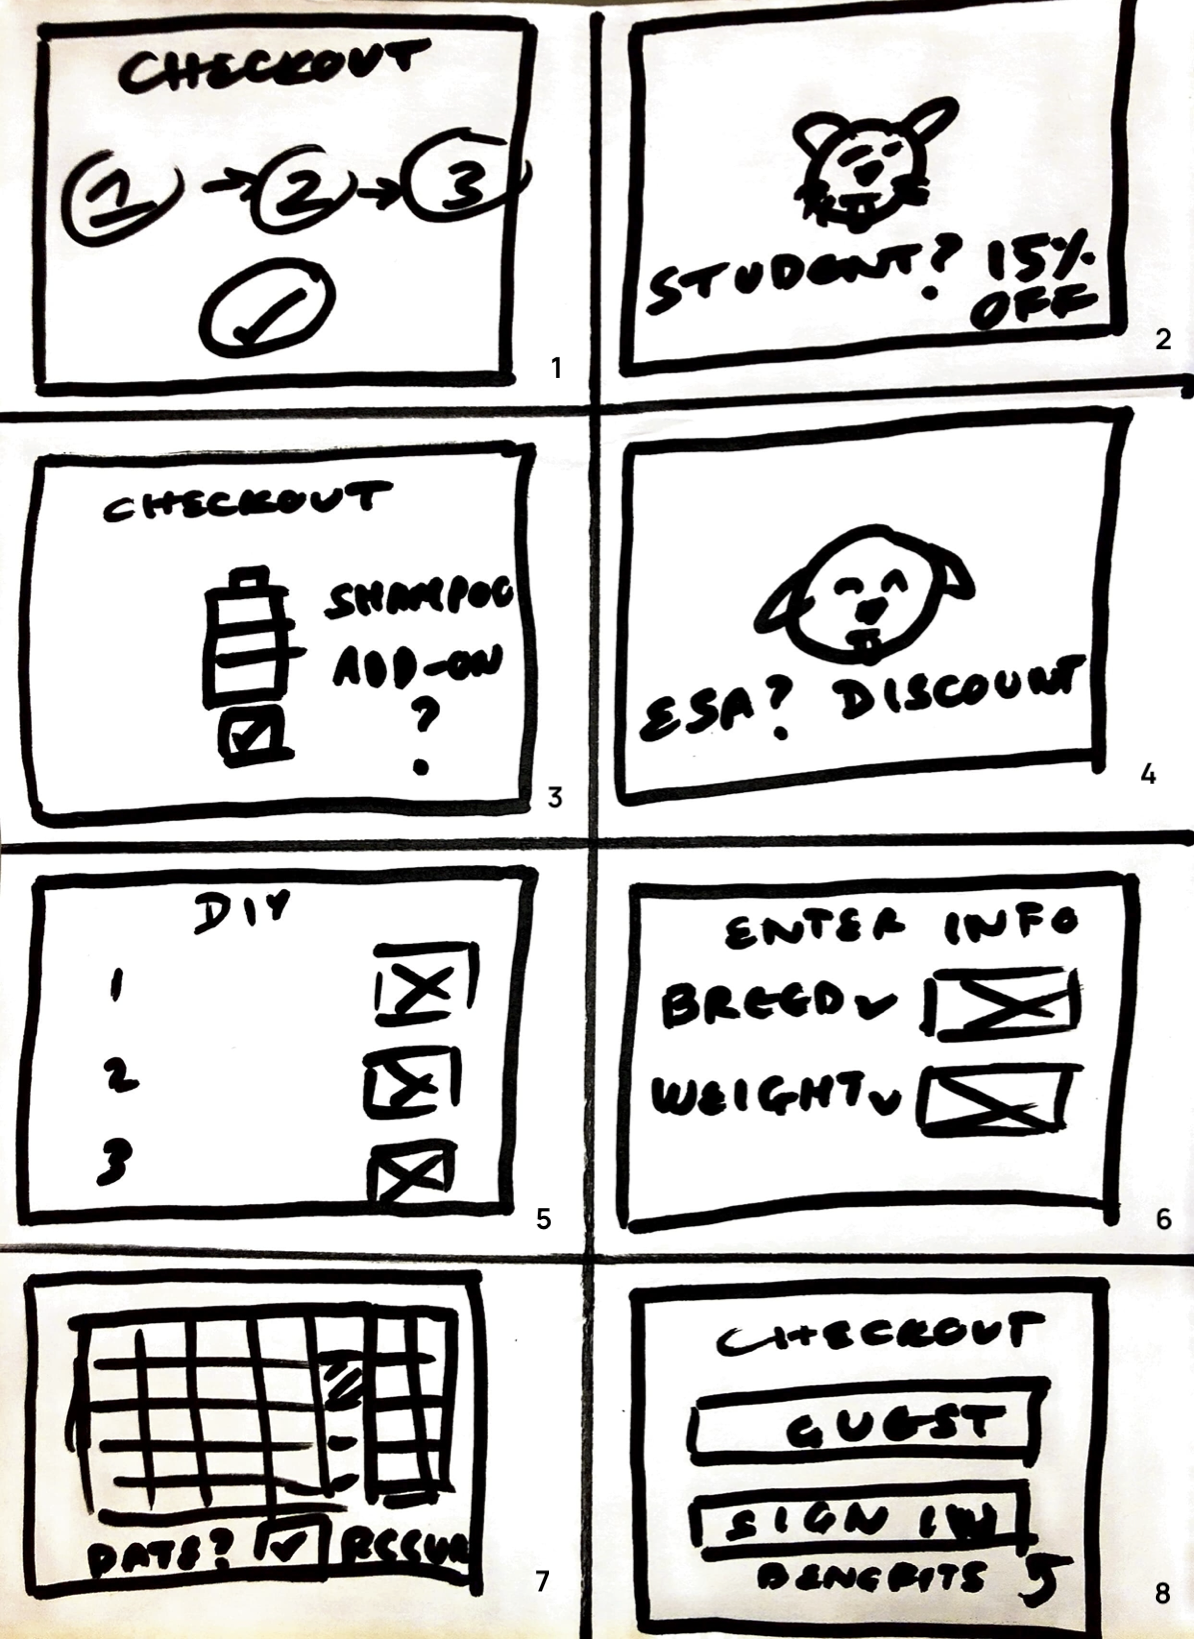 CHECKOUT
1 → 2 → 3
1
STUDENT? 15%
OFF
2
CHECKOUT
SHAMPOO
ADD-ON
?
3
ESA? DISCOUNT
4
DIY
1
2
3
5
ENTER INFO
BREED
WEIGHT
6
DATE? RECUR
7
CHECKOUT
GUEST
SIGN IN
BENEFITS
8